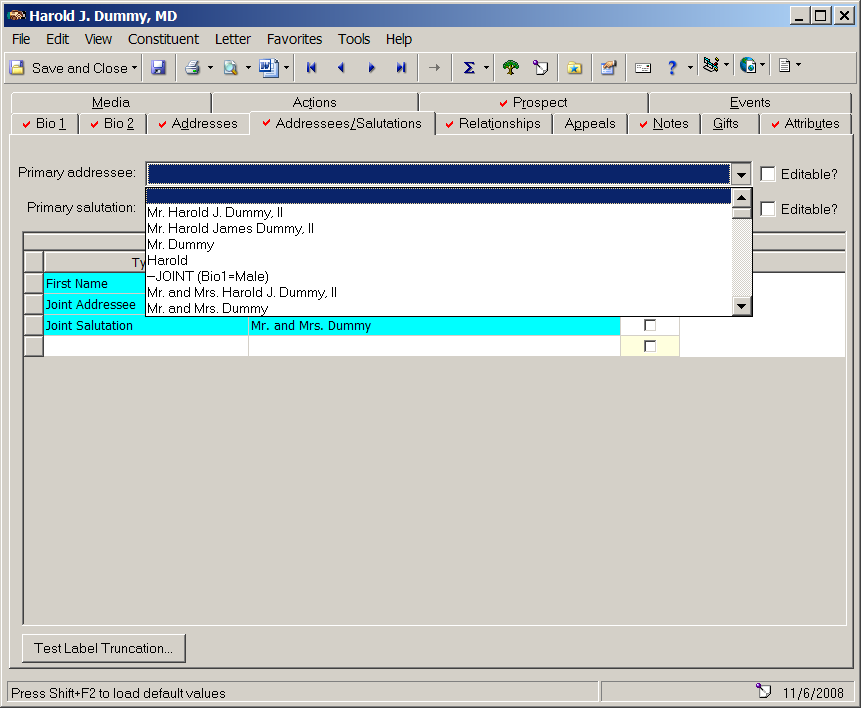 Harold J. Dummy, MD
File Edit View Constituent Letter Favorites Tools Help
Save and Close
Media Actions Prospect Events
Bio 1 Bio 2 Addresses Addressees/Salutations Relationships Appeals Notes Gifts Attributes
Primary addressee: Editable?
Primary salutation: Editable?
Mr. Harold J. Dummy, II
Mr. Harold James Dummy, II
Mr. Dummy
Harold
--JOINT (Bio1=Male)
Mr. and Mrs. Harold J. Dummy, II
Mr. and Mrs. Dummy
Ty
First Name
Joint Addressee
Joint Salutation Mr. and Mrs. Dummy
Test Label Truncation...
Press Shift+F2 to load default values 11/6/2008